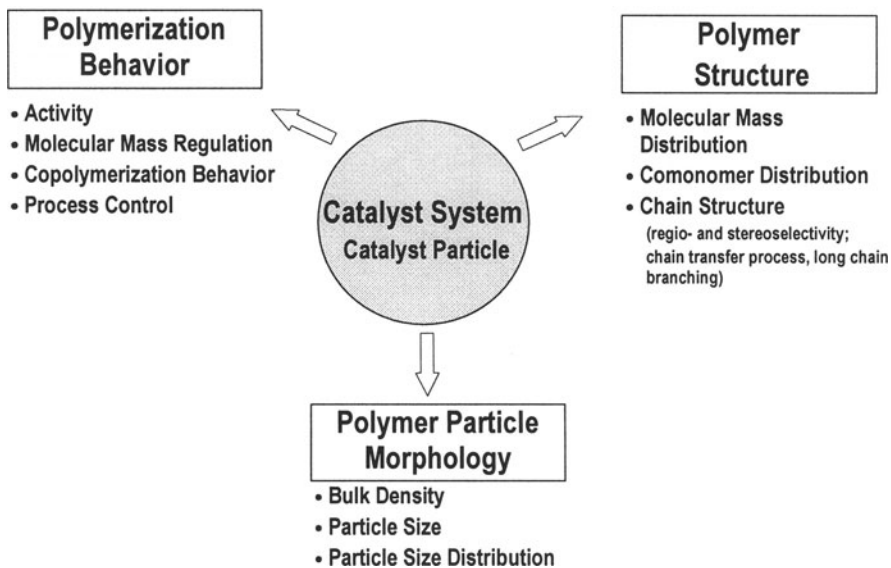 Polymerization
Behavior
• Activity
• Molecular Mass Regulation
• Copolymerization Behavior
• Process Control
Polymer
Structure
• Molecular Mass
Distribution
• Comonomer Distribution
• Chain Structure
(regio- and stereoselectivity;
chain transfer process, long chain
branching)
Catalyst System
Catalyst Particle
Polymer Particle
Morphology
• Bulk Density
• Particle Size
• Particle Size Distribution